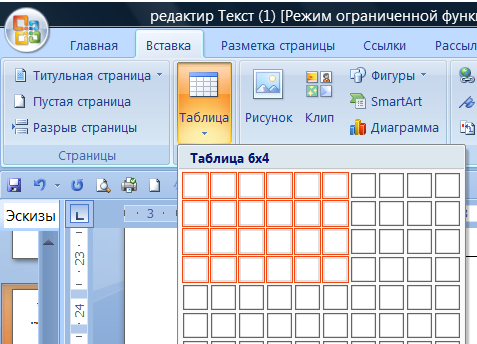 редактир Текст (1) [Режим ограниченной функ
Главная Вставка Разметка страницы Ссылки Рассыл
Титульная страница
Пустая страница
Разрыв страницы
Страницы
Таблица
Рисунок
Клип
Фигуры
SmartArt
Диаграмма
Таблица 6x4
Эскизы
3
23
24